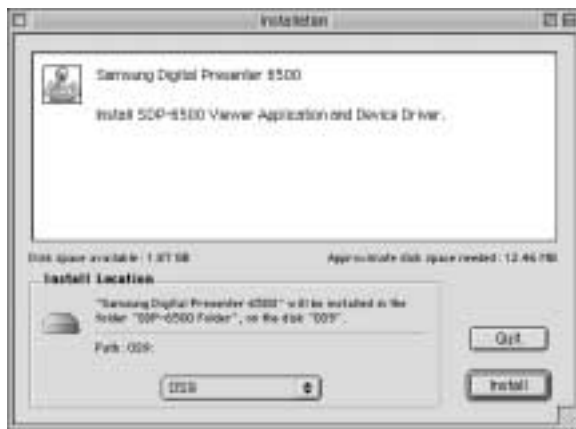 Installation
Samsung Digital Presenter 6500
Install SDP-6500 Viewer Application and Device Driver.
Disk space available: 1.87 GB Approximate disk space needed: 12.46 MB
Install Location
"Samsung Digital Presenter 6500" will be installed in the
folder "SDP-6500 Folder", on the disk "OS9".
Path: OS9:
Quit
OS9
Install